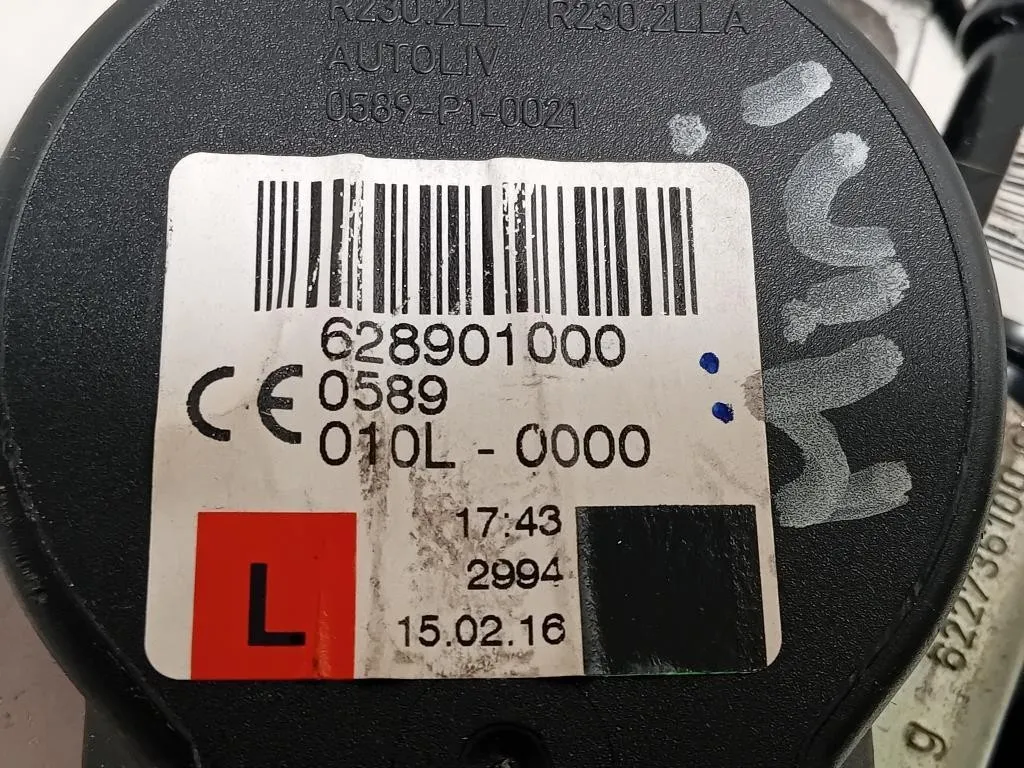 R230.2LL / R230.2LLA
AUTOLIV
0589-P1-0021
628901000
CE 0589
010L - 0000
17:43
2994
15.02.16
L
g 622736100